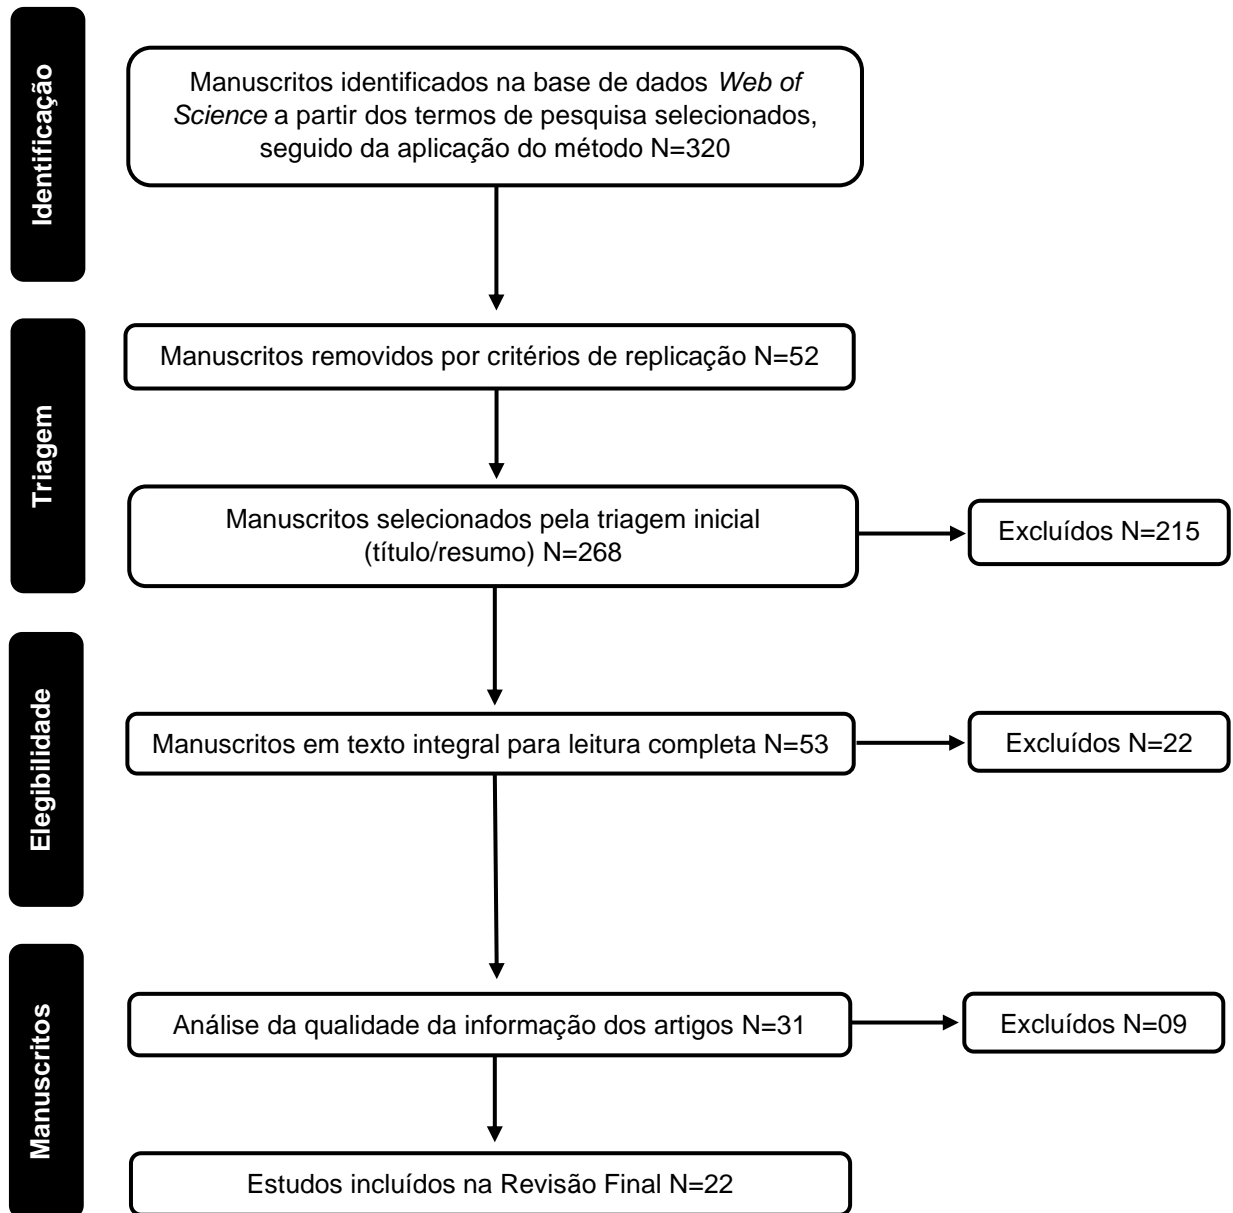 Identificação
Manuscritos identificados na base de dados Web of
Science a partir dos termos de pesquisa selecionados,
seguido da aplicação do método N=320
Triagem
Manuscritos removidos por critérios de replicação N=52
Manuscritos selecionados pela triagem inicial
(título/resumo) N=268
Excluídos N=215
Elegibilidade
Manuscritos em texto integral para leitura completa N=53
Excluídos N=22
Manuscritos
Análise da qualidade da informação dos artigos N=31
Excluídos N=09
Estudos incluídos na Revisão Final N=22